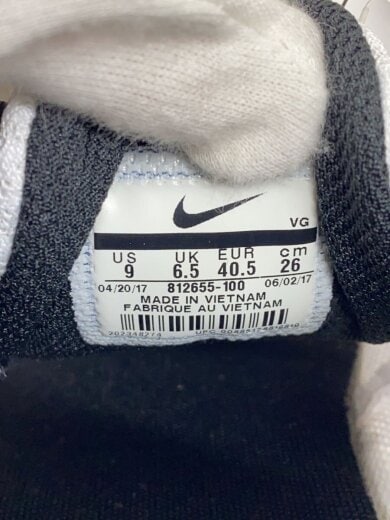 VG
US UK EUR cm
9 6.5 40.5 26
04/20/17 812655-100 06/02/17
MADE IN VIETNAM
FABRIQUE AU VIETNAM